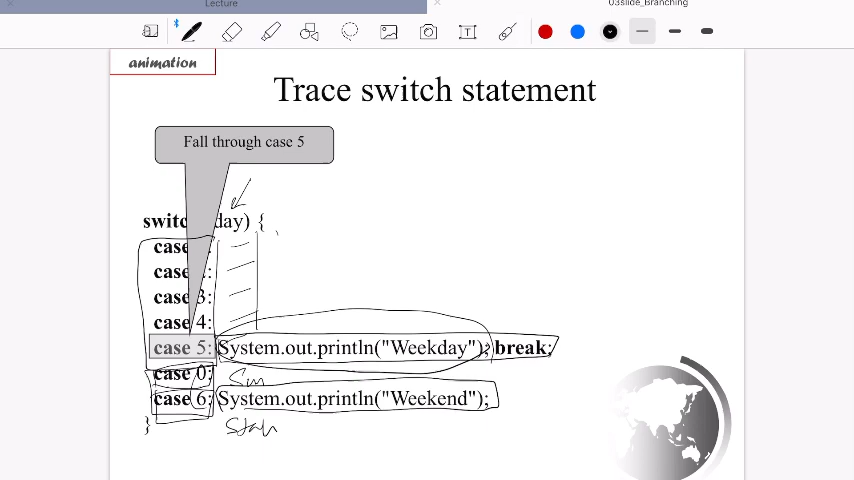 Lecture
03slide_Branching
T
animation
Trace switch statement
Fall through case 5
switc day) {
case :
case :
case 3:
case 4:
case 5: System.out.println("Weekday"); break;
case 0:
case 6: System.out.println("Weekend");
}